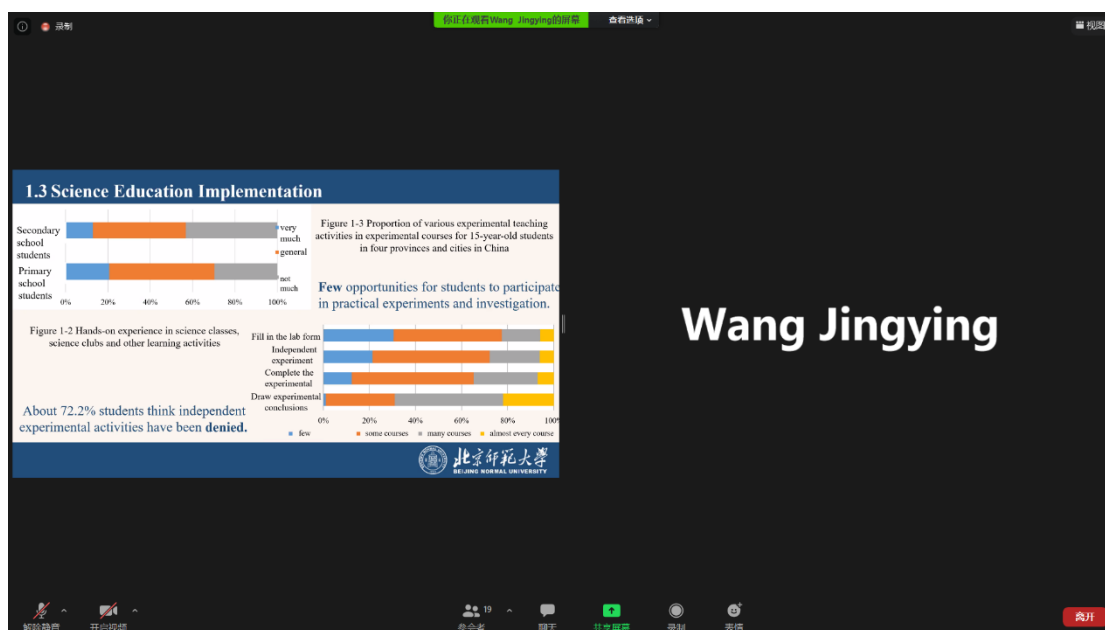 录制
你正在观看Wang Jingying的屏幕
查看选项
视图
1.3 Science Education Implementation
Secondary
school
students
Primary
school
students
0% 20% 40% 60% 80% 100%
very
much
general
not
much
Figure 1-3 Proportion of various experimental teaching
activities in experimental courses for 15-year-old students
in four provinces and cities in China
Few opportunities for students to participate
in practical experiments and investigation.
Figure 1-2 Hands-on experience in science classes,
science clubs and other learning activities
Fill in the lab form
Independent
experiment
Complete the
experimental
Draw experimental
conclusions
0% 20% 40% 60% 80% 100%
few some courses many courses almost every course
About 72.2% students think independent
experimental activities have been denied.
北京师范大学
BEIJING NORMAL UNIVERSITY
Wang Jingying
19
解除静音
开启视频
参会者
聊天
共享屏幕
录制
表情
离开